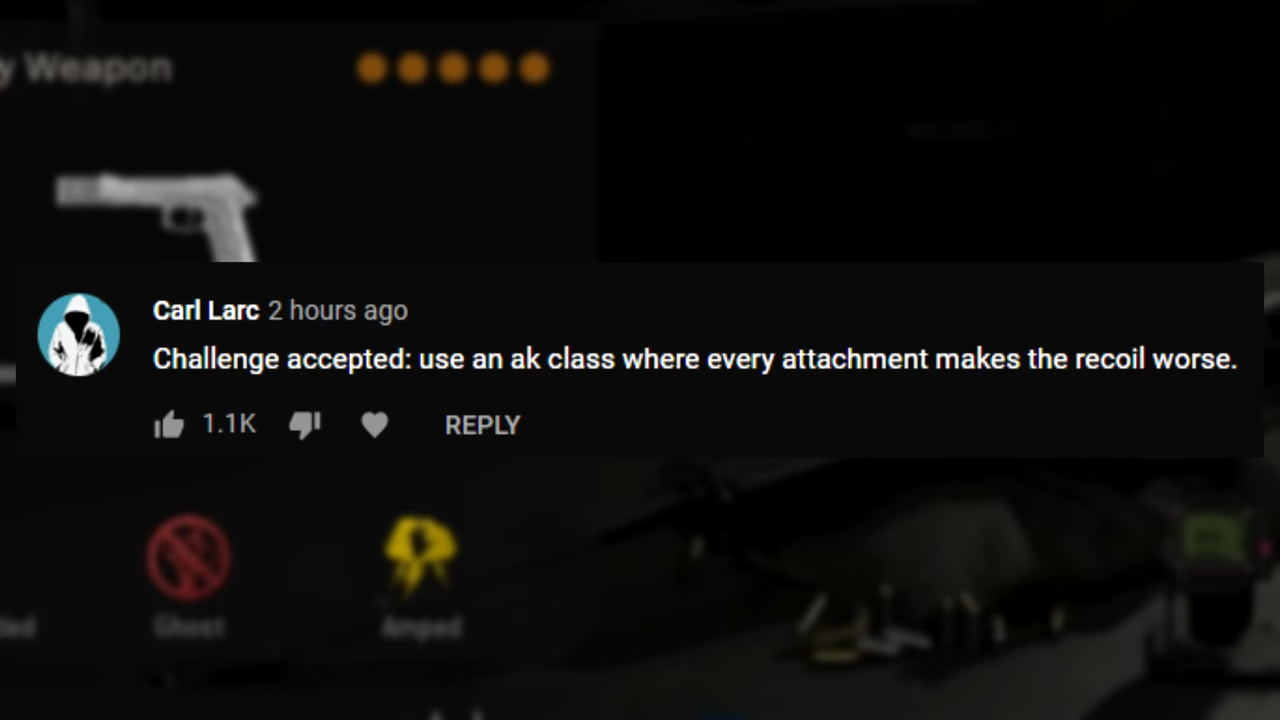 y Weapon
Carl Larc 2 hours ago
Challenge accepted: use an ak class where every attachment makes the recoil worse.
1.1K REPLY
Ghost Amped